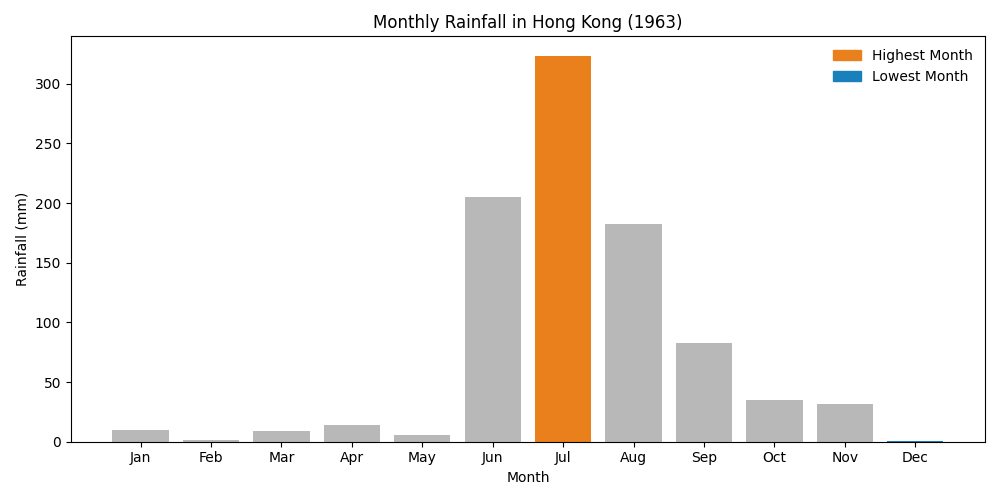 Monthly Rainfall in Hong Kong (1963)
Highest Month
Lowest Month
Rainfall (mm)
300
250
200
150
100
50
0
Jan Feb Mar Apr May Jun Jul Aug Sep Oct Nov Dec
Month